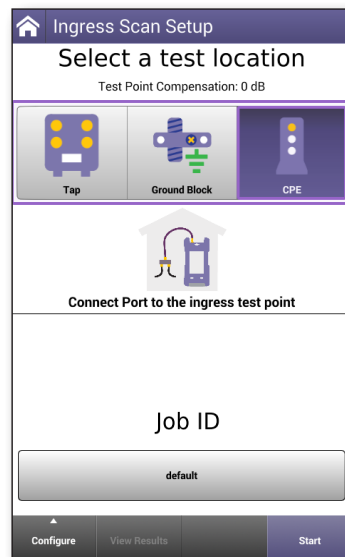 Ingress Scan Setup
Select a test location
Test Point Compensation: 0 dB
Tap
Ground Block
CPE
Connect Port to the ingress test point
Job ID
default
Configure
View Results
Start